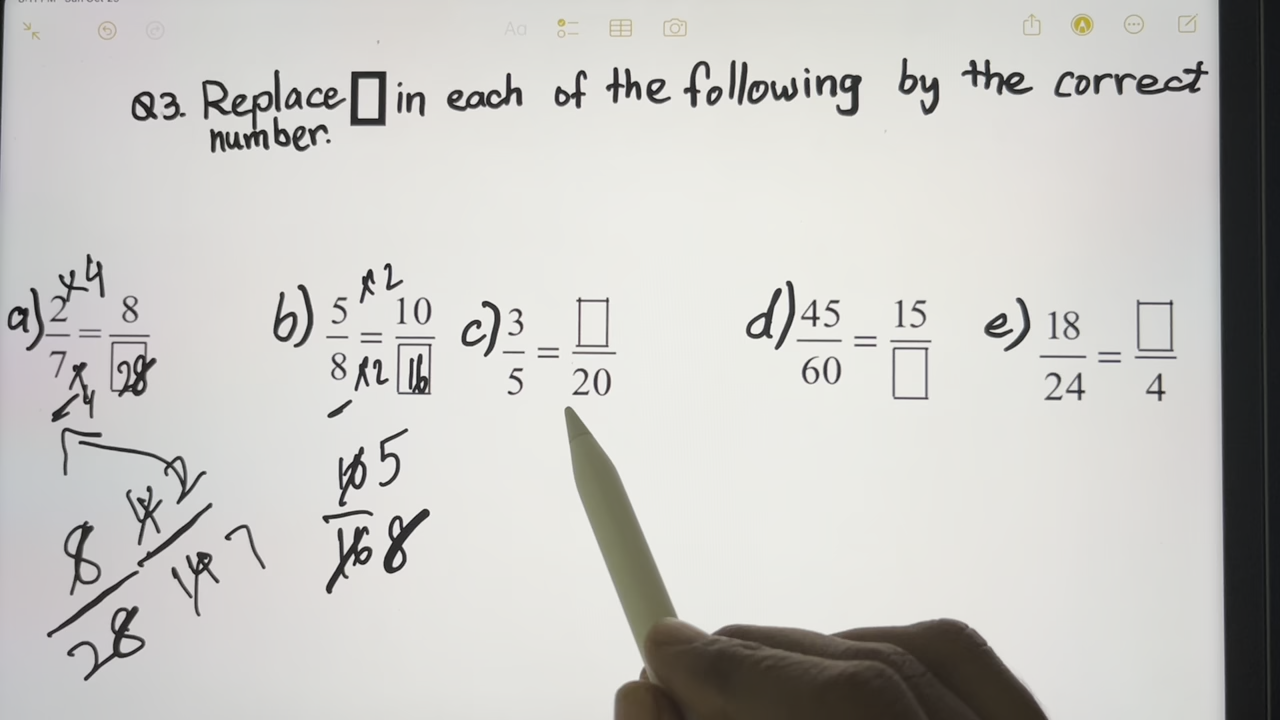 Aa
Q3. Replace □ in each of the following by the correct
number.
a) 2 ×4 / 7 ×4 = 8 / 28
b) 5 ×2 / 8 ×2 = 10 / 16
c) 3 / 5 = □ / 20
d) 45 / 60 = 15 / □
e) 18 / 24 = □ / 4
8 4 2
28 14 7
10 5
16 8